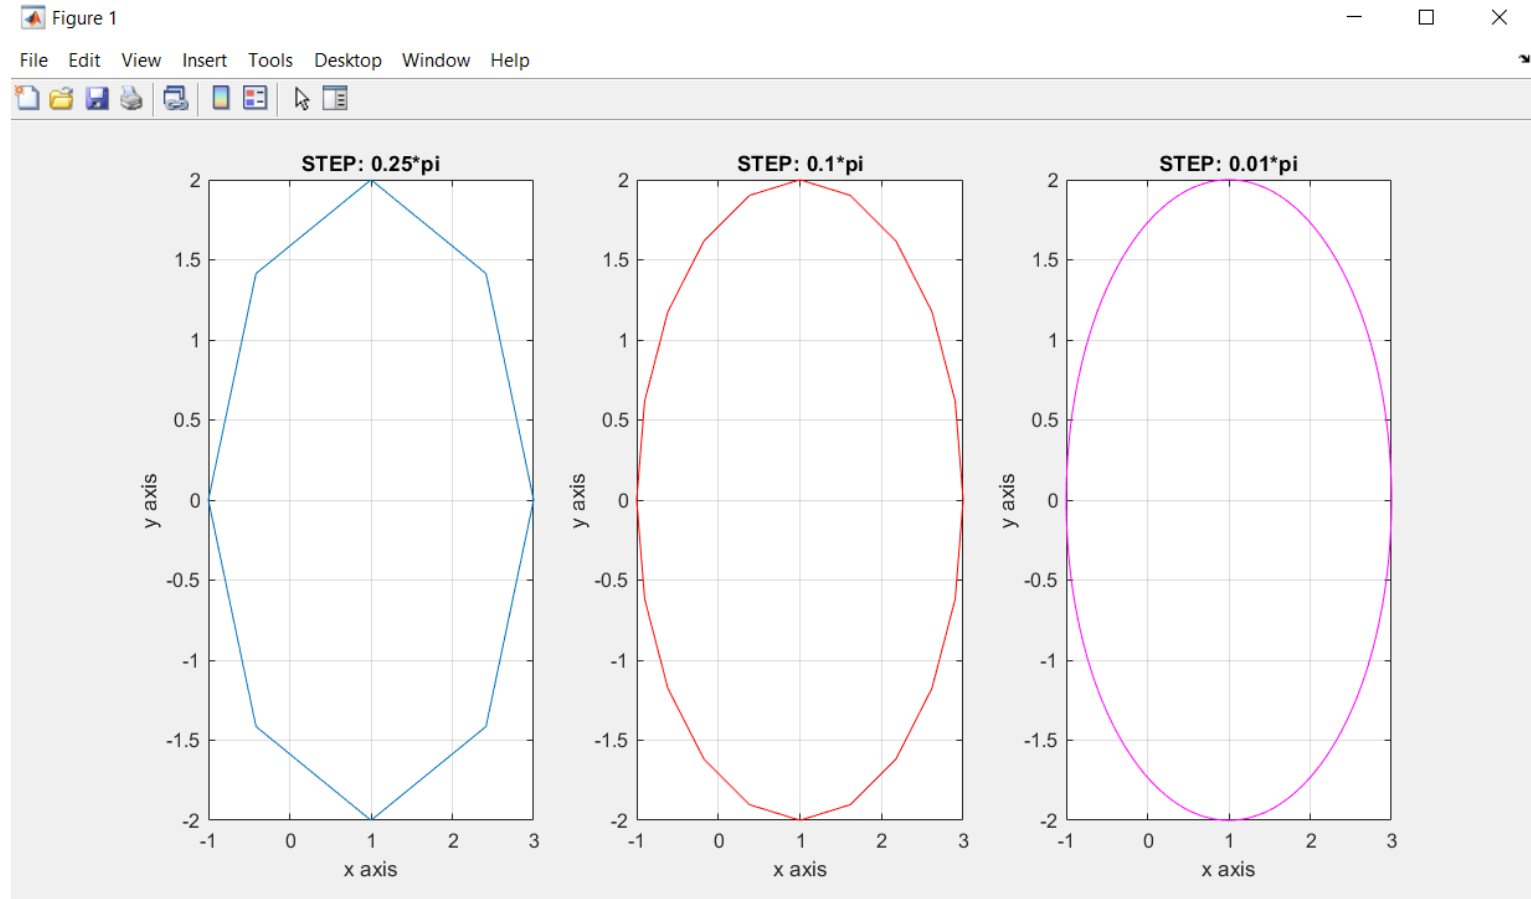 Figure 1
File Edit View Insert Tools Desktop Window Help
STEP: 0.25*pi
2
1.5
1
0.5
0
-0.5
-1
-1.5
-2
y axis
-1 0 1 2 3
x axis
STEP: 0.1*pi
2
1.5
1
0.5
0
-0.5
-1
-1.5
-2
y axis
-1 0 1 2 3
x axis
STEP: 0.01*pi
2
1.5
1
0.5
0
-0.5
-1
-1.5
-2
y axis
-1 0 1 2 3
x axis